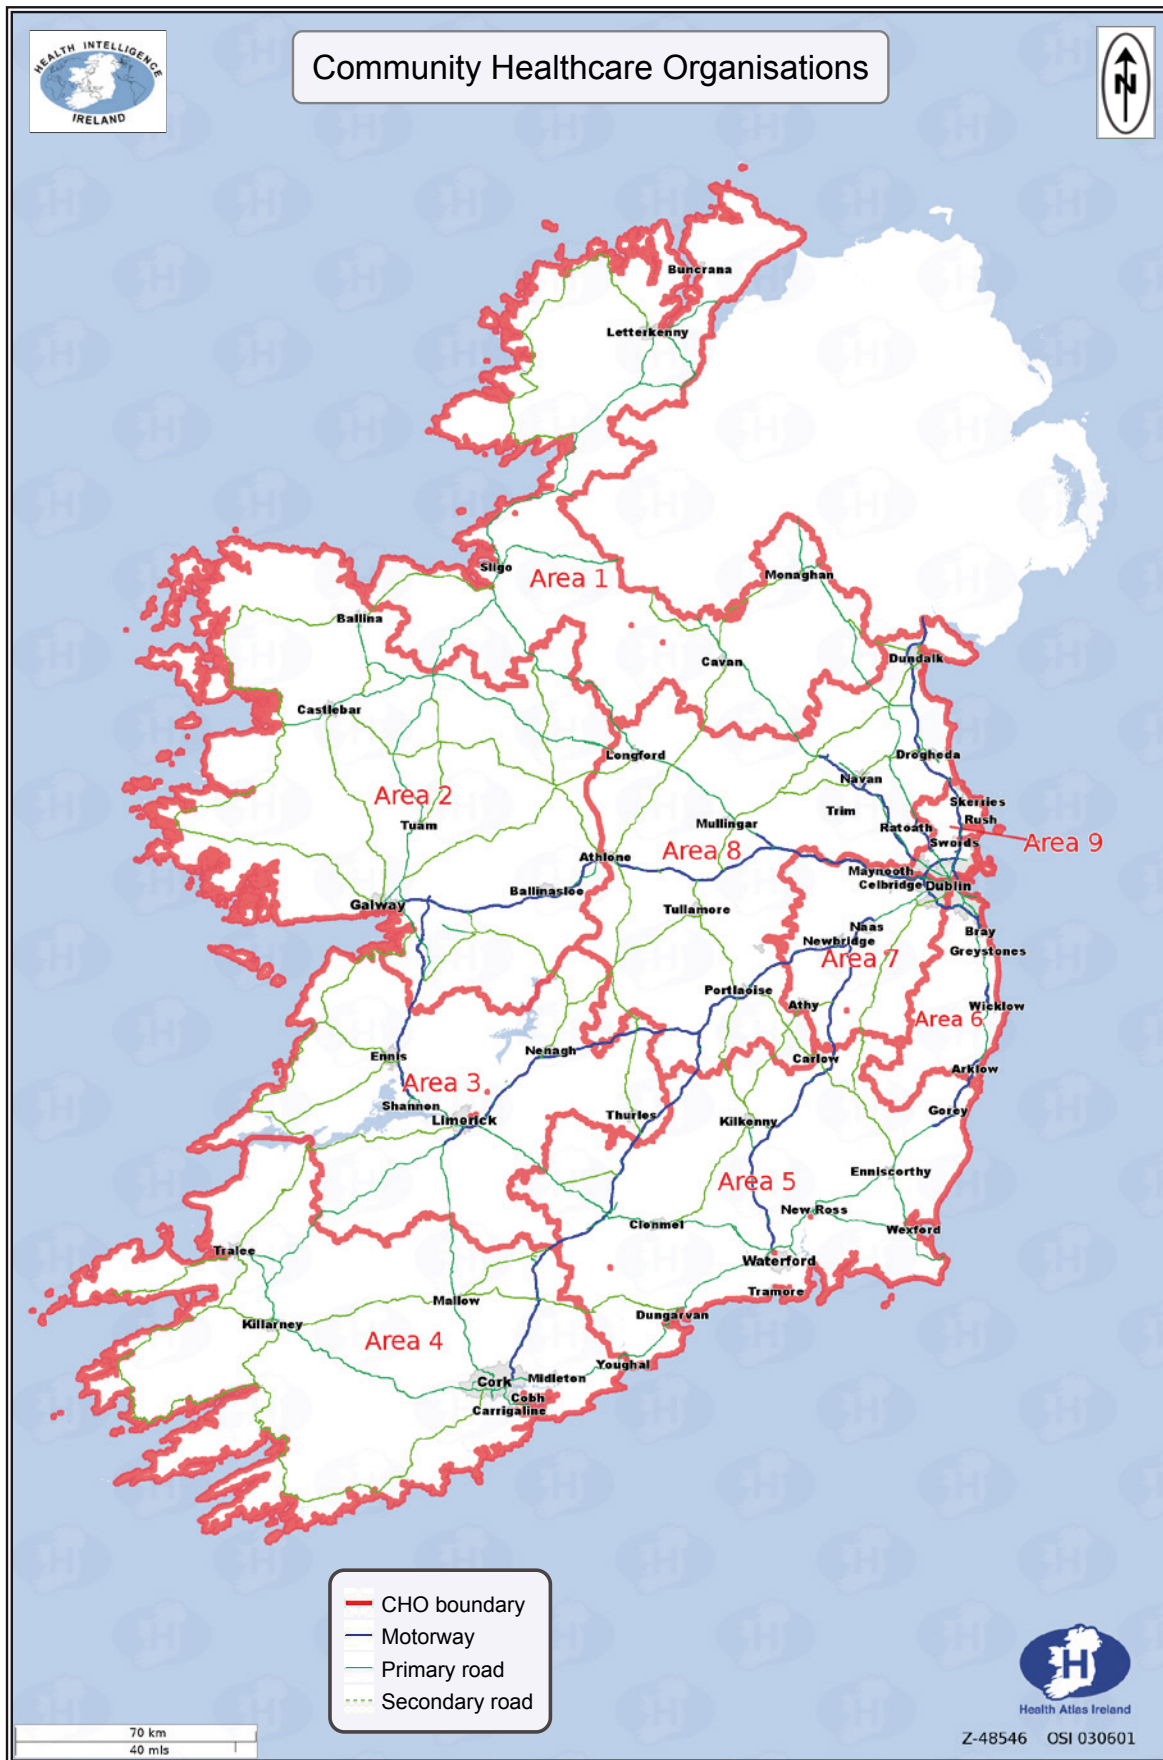 HEALTH INTELLIGENCE
IRELAND
Community Healthcare Organisations
N
Buncrana
Letterkenny
Sligo
Area 1
Monaghan
Ballina
Cavan
Dundalk
Castlebar
Longford
Drogheda
Navan
Area 2
Skerries
Trim
Rush
Tuam
Mullingar
Ratoath
Swords
Area 9
Athlone
Area 8
Maynooth
Celbridge
Dublin
Ballinasloe
Galway
Tullamore
Naas
Bray
Newbridge
Greystones
Area 7
Portlaoise
Athy
Wicklow
Area 6
Ennis
Nenagh
Carlow
Arklow
Area 3
Shannon
Limerick
Thurles
Kilkenny
Gorey
Enniscorthy
Area 5
New Ross
Clonmel
Wexford
Tralee
Waterford
Tramore
Mallow
Dungarvan
Killarney
Area 4
Youghal
Cork
Midleton
Cobh
Carrigaline
CHO boundary
Motorway
Primary road
Secondary road
H
Health Atlas Ireland
70 km
40 mls
Z-48546 OSI 030601